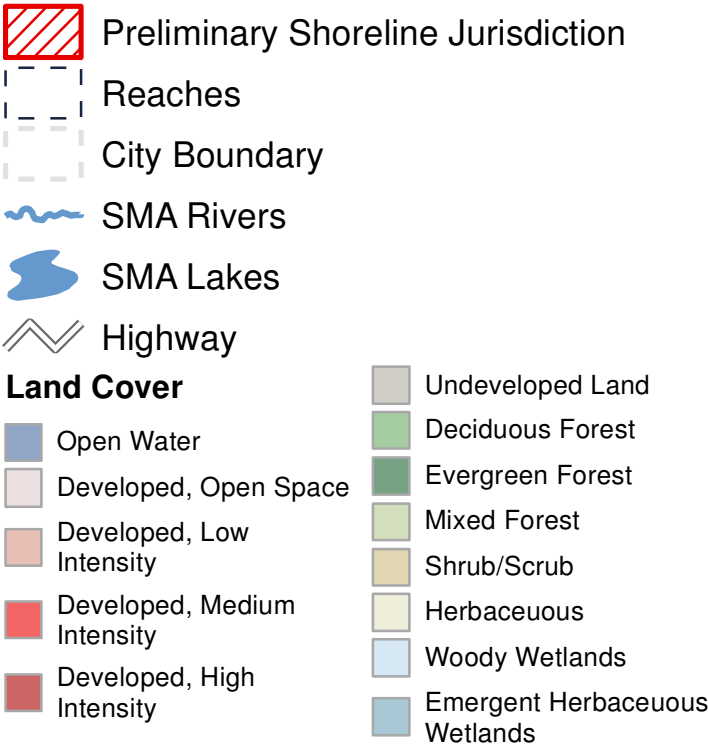 Preliminary Shoreline Jurisdiction
Reaches
City Boundary
SMA Rivers
SMA Lakes
Highway
Land Cover
Open Water
Developed, Open Space
Developed, Low
Intensity
Developed, Medium
Intensity
Developed, High
Intensity
Undeveloped Land
Deciduous Forest
Evergreen Forest
Mixed Forest
Shrub/Scrub
Herbaceuous
Woody Wetlands
Emergent Herbaceuous
Wetlands